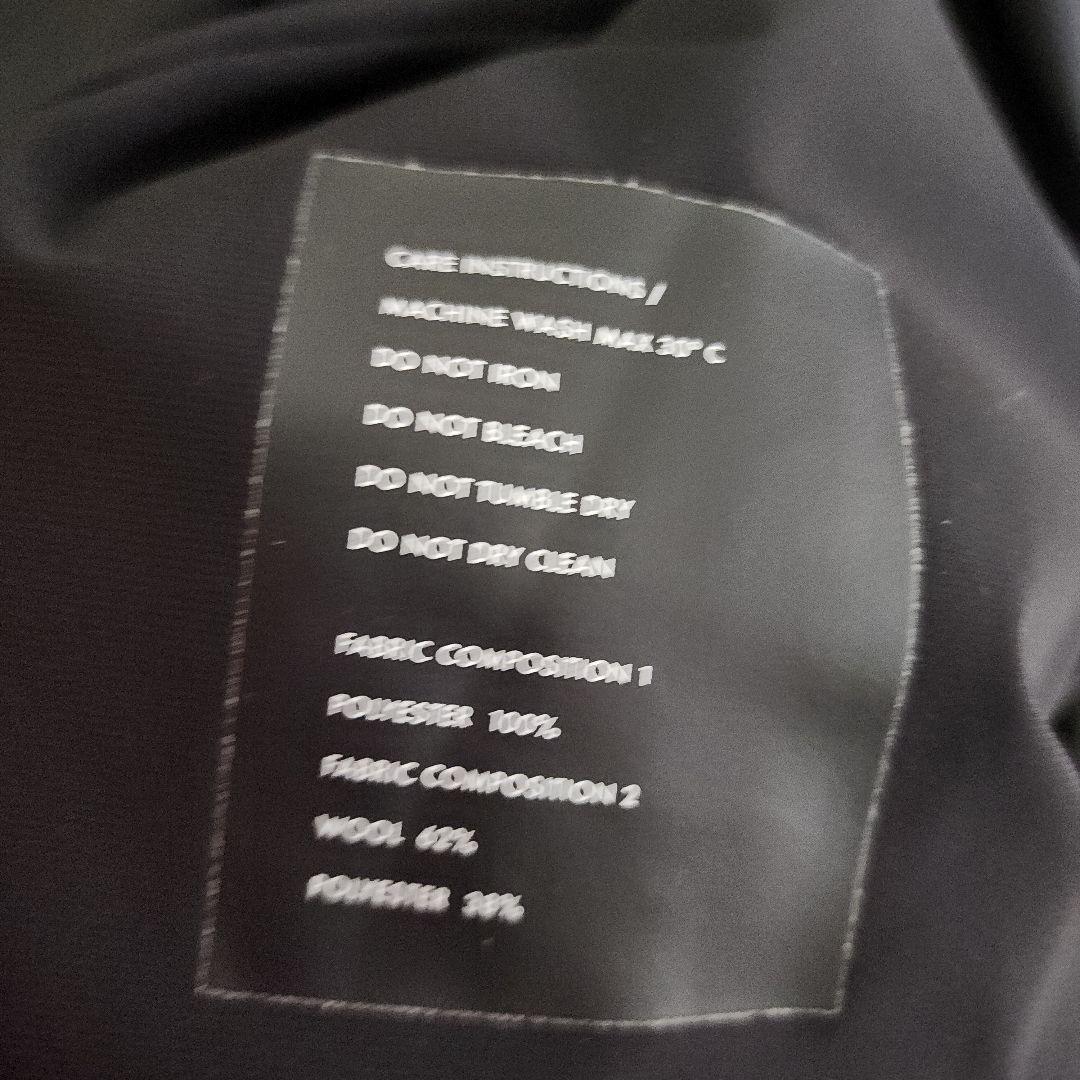 CARE INSTRUCTIONS /
MACHINE WASH MAX 30° C
DO NOT IRON
DO NOT BLEACH
DO NOT TUMBLE DRY
DO NOT DRY CLEAN
FABRIC COMPOSITION 1
POLYESTER 100%
FABRIC COMPOSITION 2
WOOL 62%
POLYESTER 38%